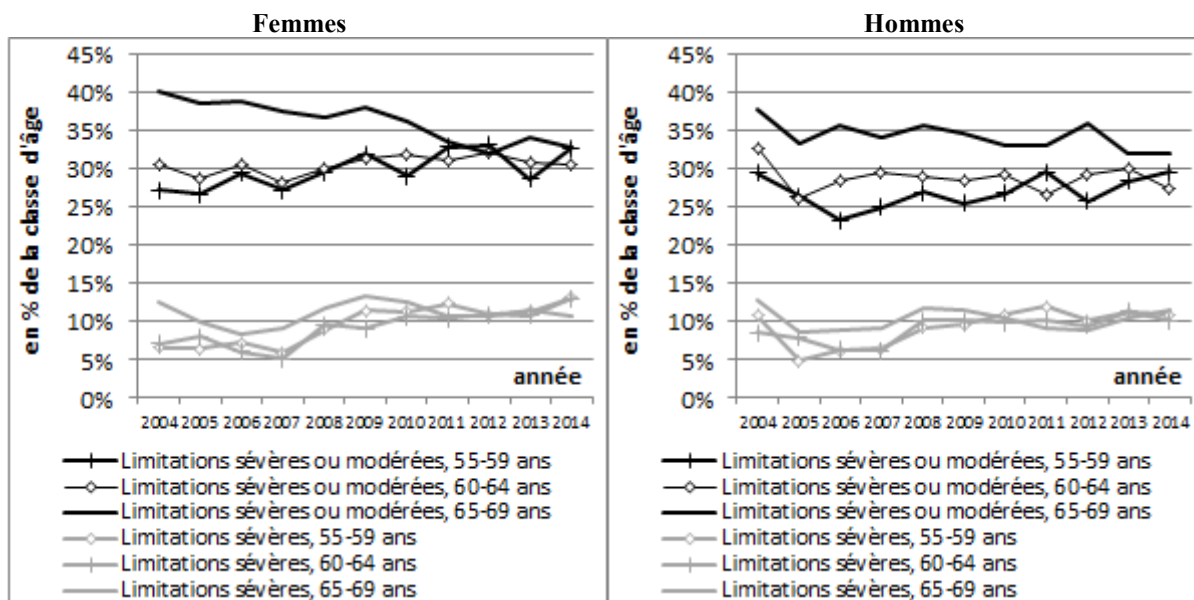 Femmes
45%
40%
35%
30%
25%
20%
15%
10%
5%
0%
en % de la classe d'âge
année
2004 2005 2006 2007 2008 2009 2010 2011 2012 2013 2014
Limitations sévères ou modérées, 55-59 ans
Limitations sévères ou modérées, 60-64 ans
Limitations sévères ou modérées, 65-69 ans
Limitations sévères, 55-59 ans
Limitations sévères, 60-64 ans
Limitations sévères, 65-69 ans
Hommes
45%
40%
35%
30%
25%
20%
15%
10%
5%
0%
en % de la classe d'âge
année
2004 2005 2006 2007 2008 2009 2010 2011 2012 2013 2014
Limitations sévères ou modérées, 55-59 ans
Limitations sévères ou modérées, 60-64 ans
Limitations sévères ou modérées, 65-69 ans
Limitations sévères, 55-59 ans
Limitations sévères, 60-64 ans
Limitations sévères, 65-69 ans